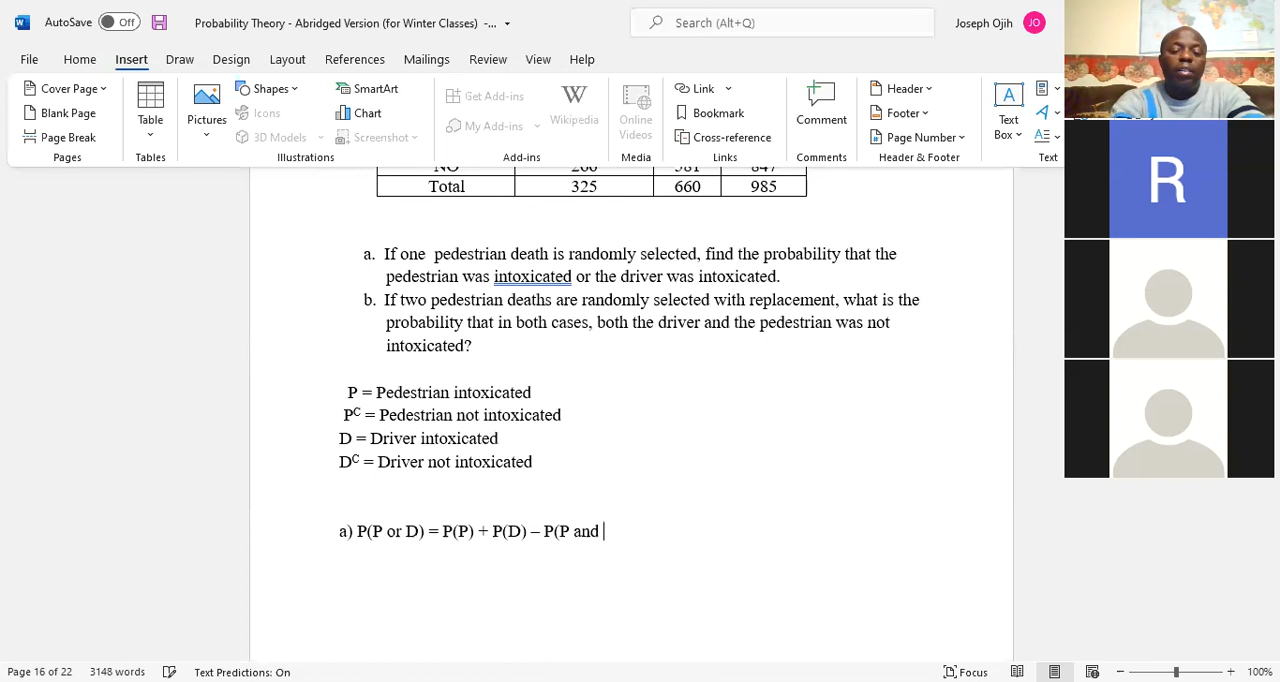 AutoSave Off Probability Theory - Abridged Version (for Winter Classes) -... Search (Alt+Q) Joseph Ojih JO
File Home Insert Draw Design Layout References Mailings Review View Help
Cover Page
Blank Page
Page Break
Pages
Table
Tables
Pictures
Shapes
Icons
3D Models
SmartArt
Chart
Screenshot
Illustrations
Get Add-ins
My Add-ins
Wikipedia
Add-ins
Online
Videos
Media
Link
Bookmark
Cross-reference
Links
Comment
Comments
Header
Footer
Page Number
Header & Footer
Text
Box
Text
R
Total 325 660 985
a. If one pedestrian death is randomly selected, find the probability that the
pedestrian was intoxicated or the driver was intoxicated.
b. If two pedestrian deaths are randomly selected with replacement, what is the
probability that in both cases, both the driver and the pedestrian was not
intoxicated?
P = Pedestrian intoxicated
Pᶜ = Pedestrian not intoxicated
D = Driver intoxicated
Dᶜ = Driver not intoxicated
a) P(P or D) = P(P) + P(D) – P(P and
Page 16 of 22 3148 words Text Predictions: On Focus 100%